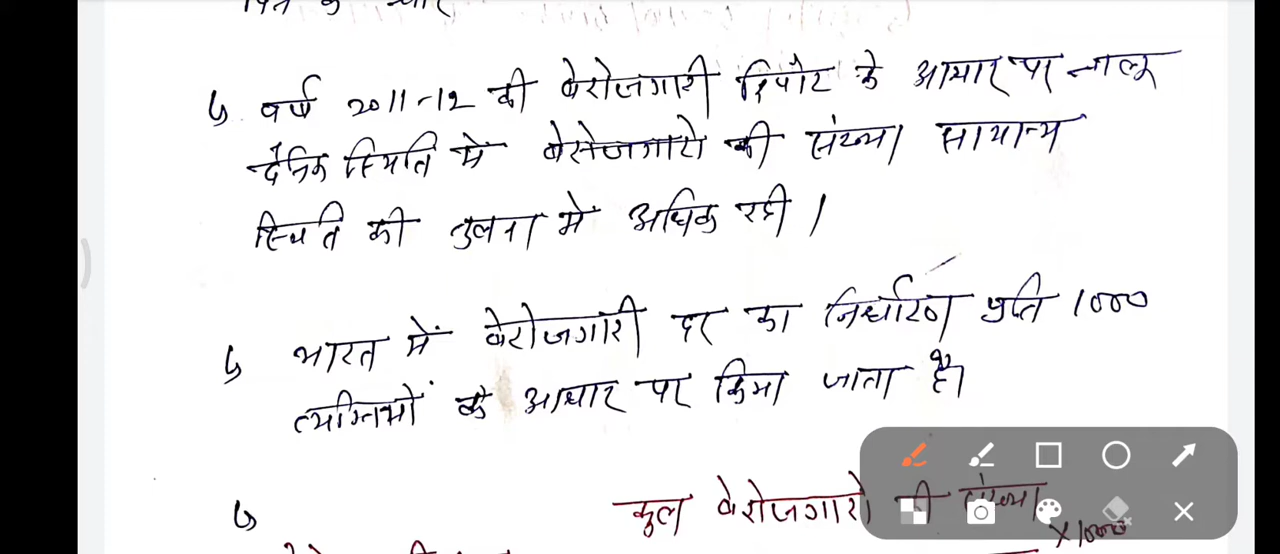 ↳ वर्ष 2011-12 की बेरोजगारी रिपोर्ट के आधार पर चालू
दैनिक स्थिति में बेरोजगारो की संख्या सामान्य
स्थिति की तुलना में अधिक रही ।
↳ भारत में बेरोजगारी दर का निर्धारण प्रति 1000
व्यक्तियों के आधार पर किया जाता है।
↳ कुल बेरोजगारो की संख्या
×1000